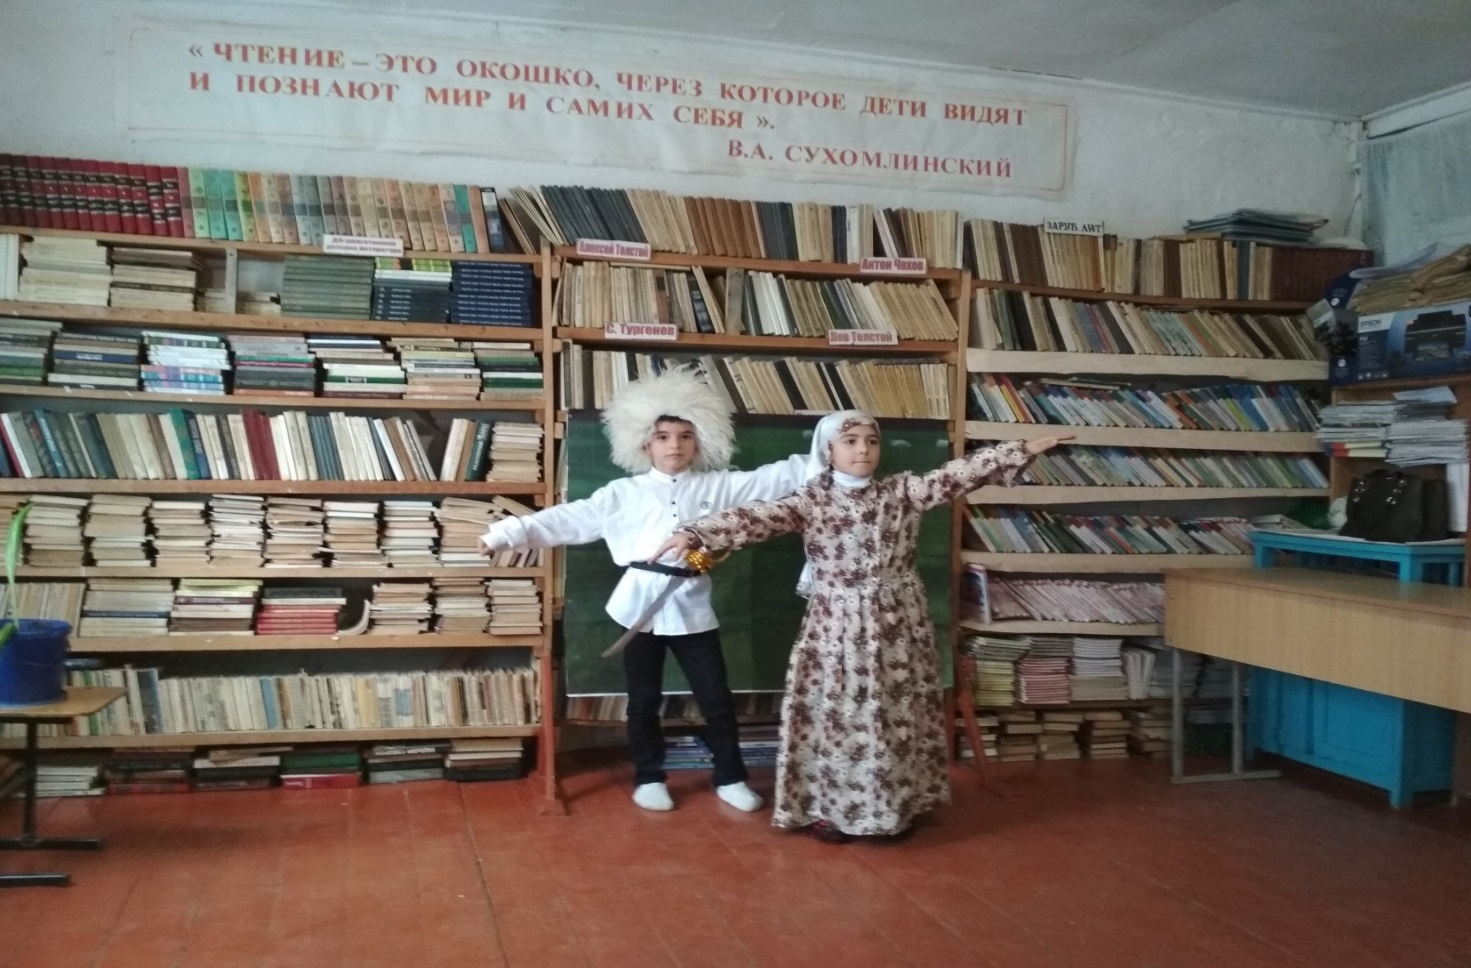 « ЧТЕНИЕ – ЭТО ОКОШКО, ЧЕРЕЗ КОТОРОЕ ДЕТИ ВИДЯТ
И ПОЗНАЮТ МИР И САМИХ СЕБЯ ».
В.А. СУХОМЛИНСКИЙ
ЗАРУБ. ЛИТ
Алексей Толстой
Антон Чехов
С. Тургенев
Лев Толстой
EPSON